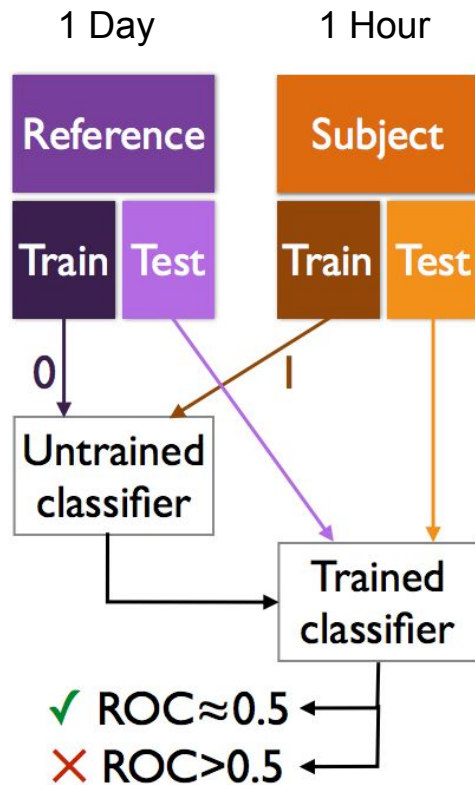 1 Day 1 Hour
Reference Subject
Train Test Train Test
0 1
Untrained
classifier
Trained
classifier
✓ ROC≈0.5
✕ ROC>0.5